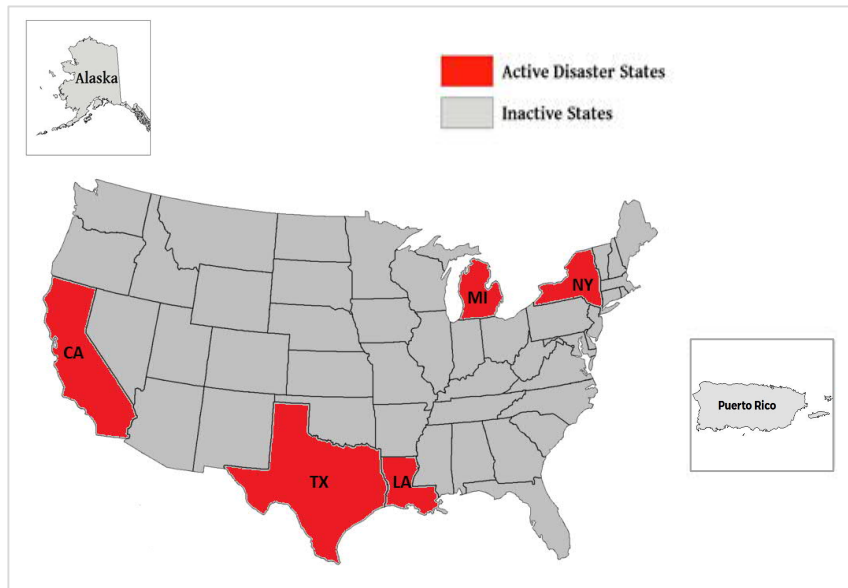 Alaska
Active Disaster States
Inactive States
MI
NY
CA
Puerto Rico
TX
LA